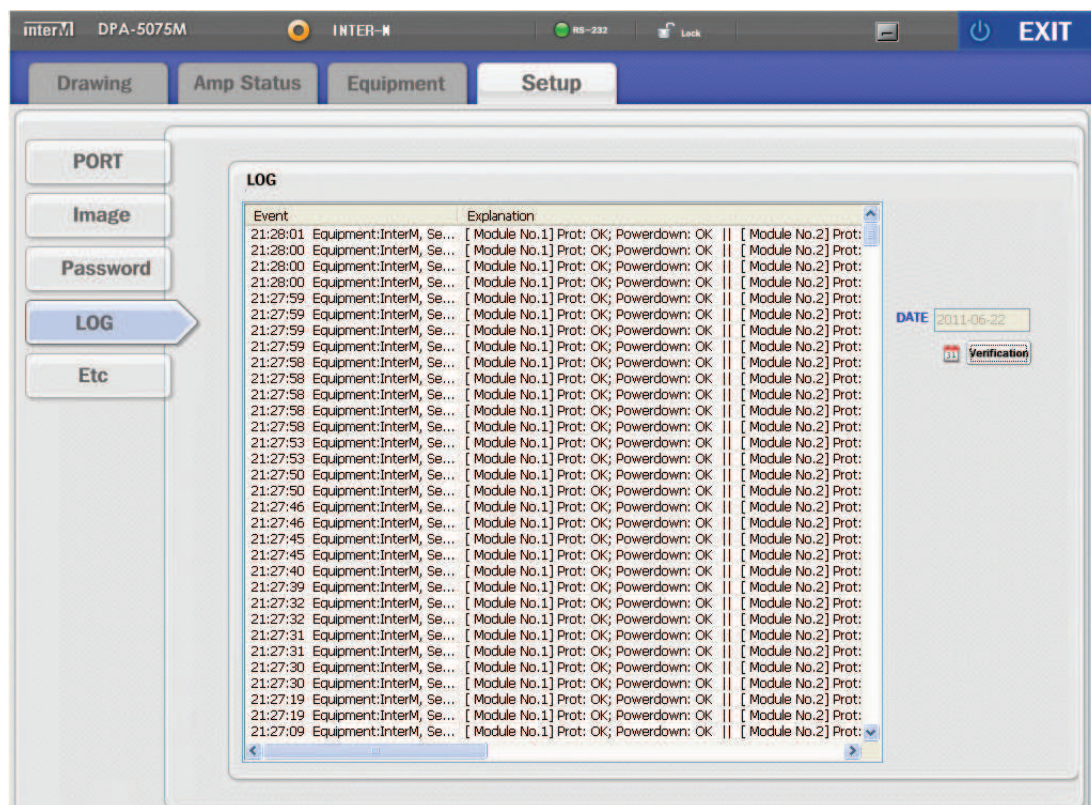 interM DPA-5075M INTER-M RS-232 Lock EXIT
Drawing Amp Status Equipment Setup
PORT
Image
Password
LOG
Etc
LOG
Event Explanation
21:28:01 Equipment:InterM, Se... [ Module No.1] Prot: OK; Powerdown: OK || [ Module No.2] Prot:
21:28:00 Equipment:InterM, Se... [ Module No.1] Prot: OK; Powerdown: OK || [ Module No.2] Prot:
21:28:00 Equipment:InterM, Se... [ Module No.1] Prot: OK; Powerdown: OK || [ Module No.2] Prot:
21:28:00 Equipment:InterM, Se... [ Module No.1] Prot: OK; Powerdown: OK || [ Module No.2] Prot:
21:27:59 Equipment:InterM, Se... [ Module No.1] Prot: OK; Powerdown: OK || [ Module No.2] Prot:
21:27:59 Equipment:InterM, Se... [ Module No.1] Prot: OK; Powerdown: OK || [ Module No.2] Prot:
21:27:59 Equipment:InterM, Se... [ Module No.1] Prot: OK; Powerdown: OK || [ Module No.2] Prot:
21:27:59 Equipment:InterM, Se... [ Module No.1] Prot: OK; Powerdown: OK || [ Module No.2] Prot:
21:27:58 Equipment:InterM, Se... [ Module No.1] Prot: OK; Powerdown: OK || [ Module No.2] Prot:
21:27:58 Equipment:InterM, Se... [ Module No.1] Prot: OK; Powerdown: OK || [ Module No.2] Prot:
21:27:58 Equipment:InterM, Se... [ Module No.1] Prot: OK; Powerdown: OK || [ Module No.2] Prot:
21:27:58 Equipment:InterM, Se... [ Module No.1] Prot: OK; Powerdown: OK || [ Module No.2] Prot:
21:27:58 Equipment:InterM, Se... [ Module No.1] Prot: OK; Powerdown: OK || [ Module No.2] Prot:
21:27:53 Equipment:InterM, Se... [ Module No.1] Prot: OK; Powerdown: OK || [ Module No.2] Prot:
21:27:53 Equipment:InterM, Se... [ Module No.1] Prot: OK; Powerdown: OK || [ Module No.2] Prot:
21:27:50 Equipment:InterM, Se... [ Module No.1] Prot: OK; Powerdown: OK || [ Module No.2] Prot:
21:27:50 Equipment:InterM, Se... [ Module No.1] Prot: OK; Powerdown: OK || [ Module No.2] Prot:
21:27:46 Equipment:InterM, Se... [ Module No.1] Prot: OK; Powerdown: OK || [ Module No.2] Prot:
21:27:46 Equipment:InterM, Se... [ Module No.1] Prot: OK; Powerdown: OK || [ Module No.2] Prot:
21:27:45 Equipment:InterM, Se... [ Module No.1] Prot: OK; Powerdown: OK || [ Module No.2] Prot:
21:27:45 Equipment:InterM, Se... [ Module No.1] Prot: OK; Powerdown: OK || [ Module No.2] Prot:
21:27:40 Equipment:InterM, Se... [ Module No.1] Prot: OK; Powerdown: OK || [ Module No.2] Prot:
21:27:39 Equipment:InterM, Se... [ Module No.1] Prot: OK; Powerdown: OK || [ Module No.2] Prot:
21:27:32 Equipment:InterM, Se... [ Module No.1] Prot: OK; Powerdown: OK || [ Module No.2] Prot:
21:27:32 Equipment:InterM, Se... [ Module No.1] Prot: OK; Powerdown: OK || [ Module No.2] Prot:
21:27:31 Equipment:InterM, Se... [ Module No.1] Prot: OK; Powerdown: OK || [ Module No.2] Prot:
21:27:31 Equipment:InterM, Se... [ Module No.1] Prot: OK; Powerdown: OK || [ Module No.2] Prot:
21:27:30 Equipment:InterM, Se... [ Module No.1] Prot: OK; Powerdown: OK || [ Module No.2] Prot:
21:27:30 Equipment:InterM, Se... [ Module No.1] Prot: OK; Powerdown: OK || [ Module No.2] Prot:
21:27:19 Equipment:InterM, Se... [ Module No.1] Prot: OK; Powerdown: OK || [ Module No.2] Prot:
21:27:19 Equipment:InterM, Se... [ Module No.1] Prot: OK; Powerdown: OK || [ Module No.2] Prot:
21:27:09 Equipment:InterM, Se... [ Module No.1] Prot: OK; Powerdown: OK || [ Module No.2] Prot:
DATE 2011-06-22
Verification